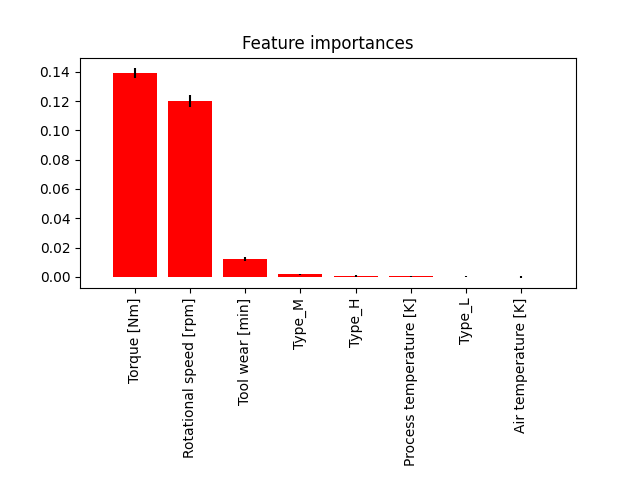 Feature importances
0.14
0.12
0.10
0.08
0.06
0.04
0.02
0.00
Torque [Nm]
Rotational speed [rpm]
Tool wear [min]
Type_M
Type_H
Process temperature [K]
Type_L
Air temperature [K]